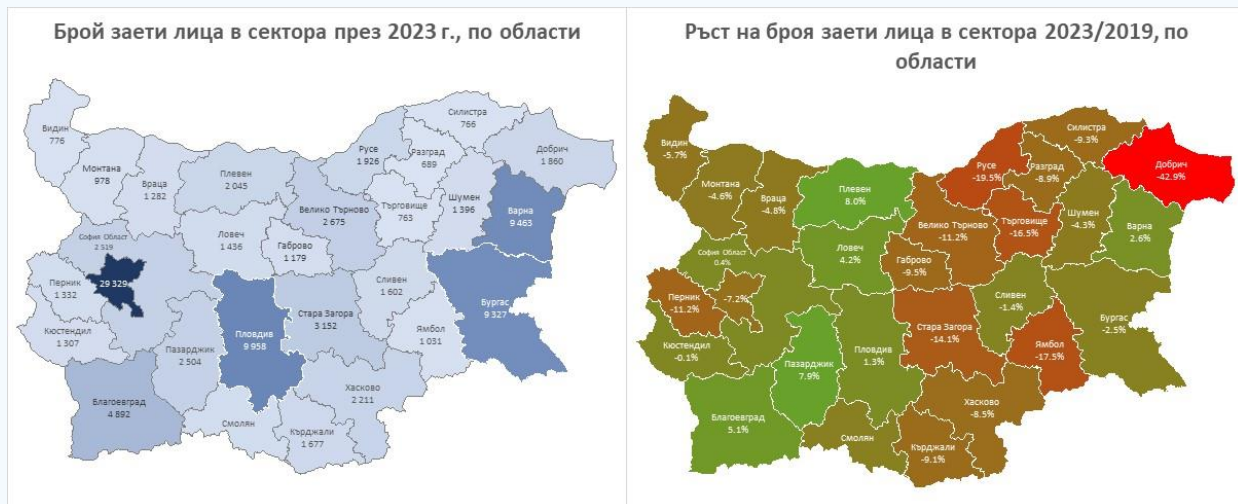 Брой заети лица в сектора през 2023 г., по области
Видин
776
Монтана
978
Враца
1 282
Плевен
2 045
Русе
1 926
Силистра
766
Разград
689
Добрич
1 860
Търговище
763
Шумен
1 396
Варна
9 463
Велико Търново
2 675
Ловеч
1 436
Габрово
1 179
София Област
2 519
29 329
Перник
1 332
Кюстендил
1 307
Сливен
1 602
Бургас
9 327
Стара Загора
3 152
Ямбол
1 031
Пловдив
9 958
Пазарджик
2 504
Благоевград
4 892
Хасково
2 211
Смолян
Кърджали
1 677
Ръст на броя заети лица в сектора 2023/2019, по
области
Видин
-5.7%
Монтана
-4.6%
Враца
-4.8%
Плевен
8.0%
Русе
-19.5%
Силистра
-9.3%
Разград
-8.9%
Добрич
-42.9%
Търговище
-16.5%
Шумен
-4.3%
Варна
2.6%
Велико Търново
-11.2%
Ловеч
4.2%
Габрово
-9.5%
София Област
0.4%
-7.2%
Перник
-11.2%
Кюстендил
-0.1%
Сливен
-1.4%
Бургас
-2.5%
Стара Загора
-14.1%
Ямбол
-17.5%
Пловдив
1.3%
Пазарджик
7.9%
Благоевград
5.1%
Хасково
-8.5%
Смолян
Кърджали
-9.1%